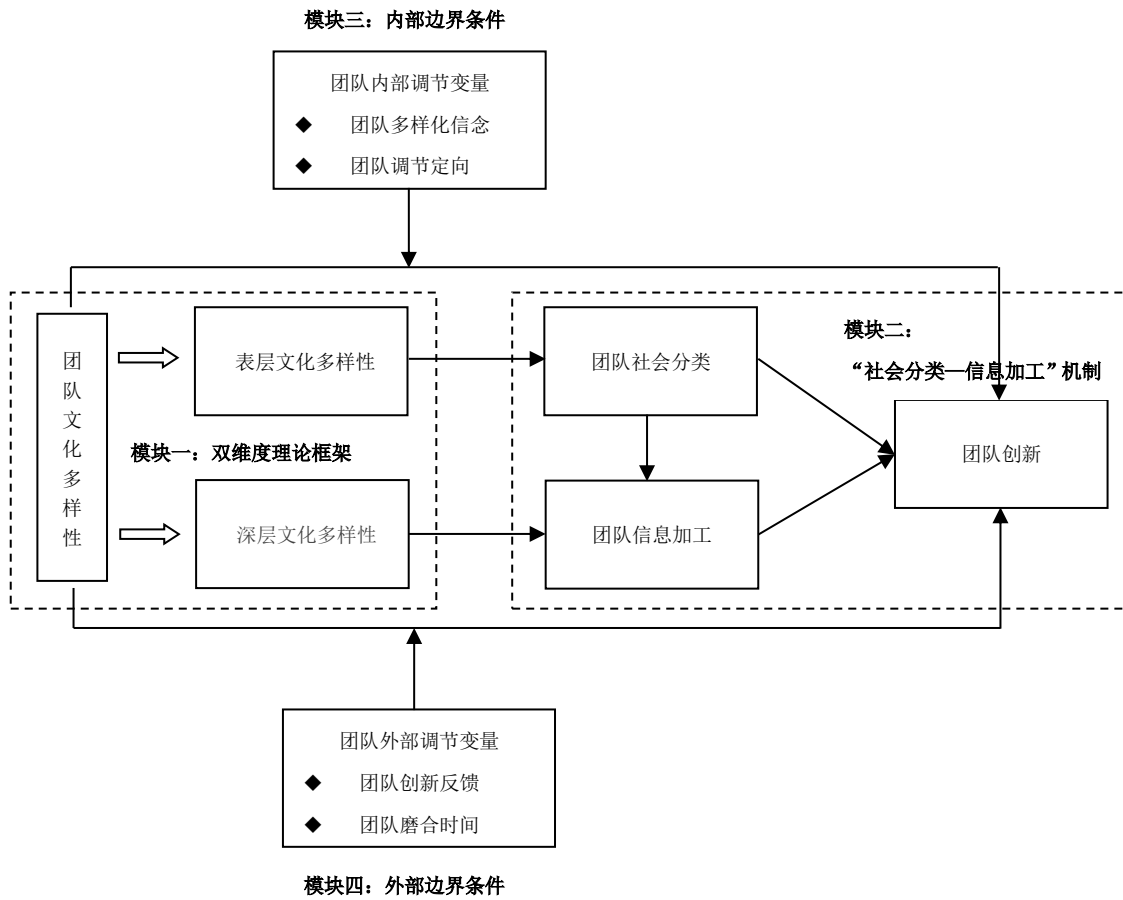 模块三：内部边界条件
团队内部调节变量
◆ 团队多样化信念
◆ 团队调节定向
团队文化多样性
表层文化多样性
模块一：双维度理论框架
深层文化多样性
团队社会分类
团队信息加工
模块二：
“社会分类—信息加工”机制
团队创新
团队外部调节变量
◆ 团队创新反馈
◆ 团队磨合时间
模块四：外部边界条件